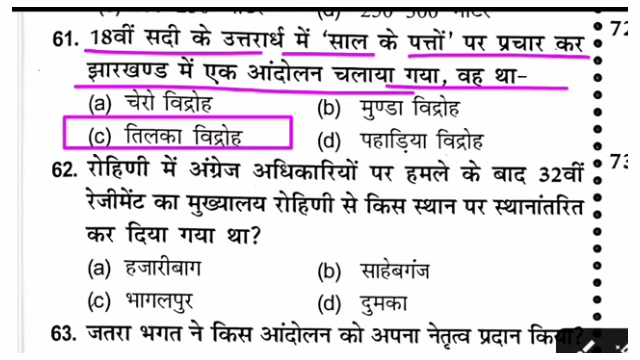 61. 18वीं सदी के उत्तरार्ध में 'साल के पत्तों' पर प्रचार कर
झारखण्ड में एक आंदोलन चलाया गया, वह था-
(a) चेरो विद्रोह (b) मुण्डा विद्रोह
(c) तिलका विद्रोह (d) पहाड़िया विद्रोह
62. रोहिणी में अंग्रेज अधिकारियों पर हमले के बाद 32वीं
रेजीमेंट का मुख्यालय रोहिणी से किस स्थान पर स्थानांतरित
कर दिया गया था?
(a) हजारीबाग (b) साहेबगंज
(c) भागलपुर (d) दुमका
63. जतरा भगत ने किस आंदोलन को अपना नेतृत्व प्रदान किया?